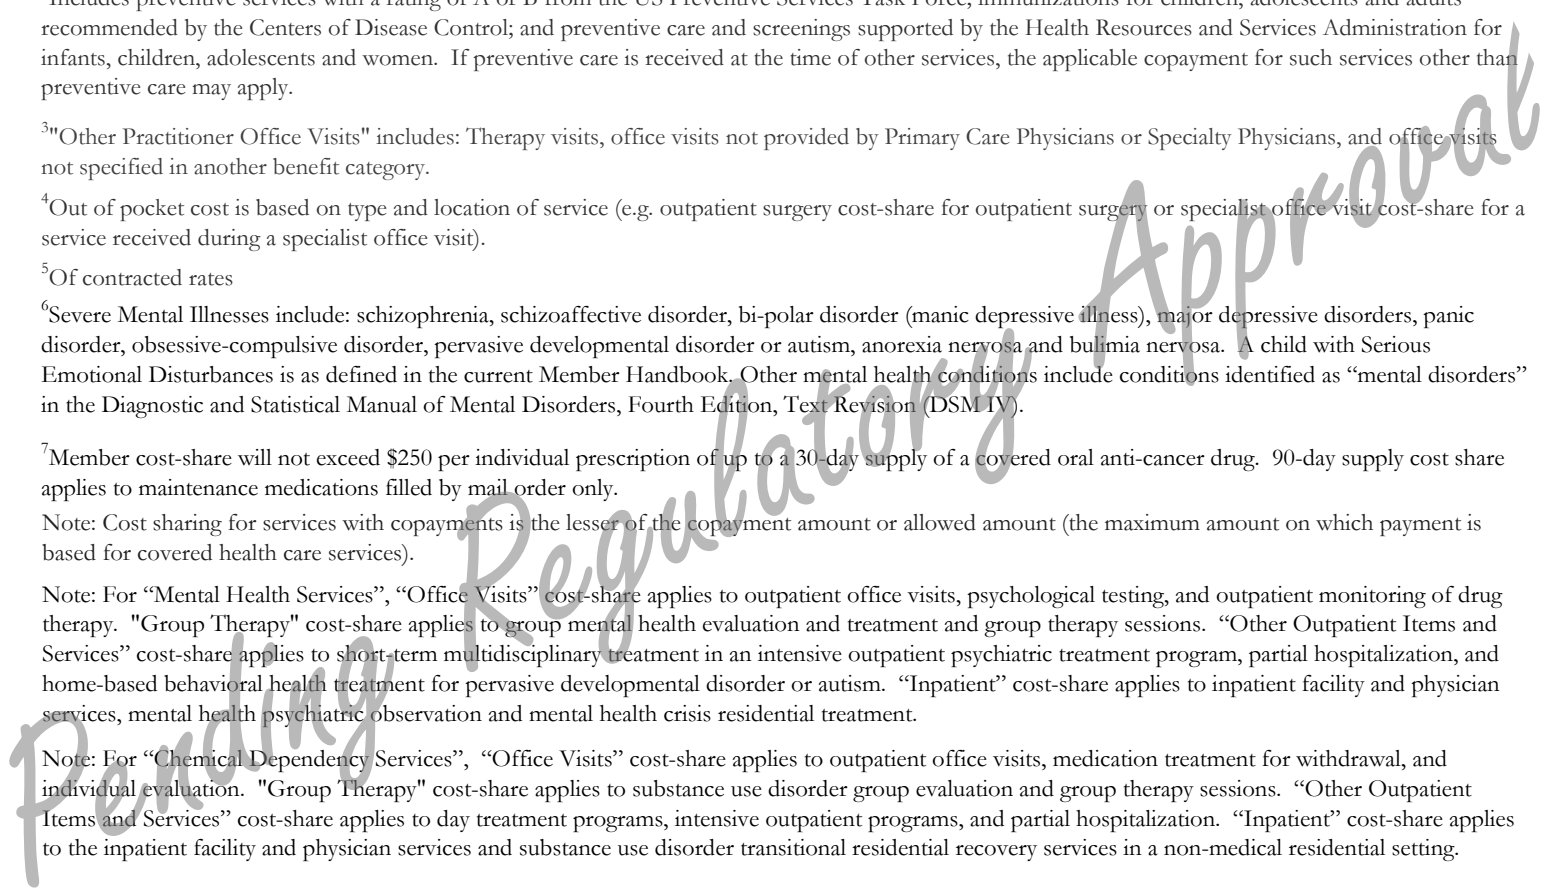 Includes preventive services with a rating of A or B from the US Preventive Services Task Force; immunizations for children, adolescents and adults
recommended by the Centers of Disease Control; and preventive care and screenings supported by the Health Resources and Services Administration for
infants, children, adolescents and women.  If preventive care is received at the time of other services, the applicable copayment for such services other than
preventive care may apply.
3"Other Practitioner Office Visits" includes: Therapy visits, office visits not provided by Primary Care Physicians or Specialty Physicians, and office visits
not specified in another benefit category.
4Out of pocket cost is based on type and location of service (e.g. outpatient surgery cost-share for outpatient surgery or specialist office visit cost-share for a
service received during a specialist office visit).
5Of contracted rates
6Severe Mental Illnesses include: schizophrenia, schizoaffective disorder, bi-polar disorder (manic depressive illness), major depressive disorders, panic
disorder, obsessive-compulsive disorder, pervasive developmental disorder or autism, anorexia nervosa and bulimia nervosa.  A child with Serious
Emotional Disturbances is as defined in the current Member Handbook. Other mental health conditions include conditions identified as “mental disorders”
in the Diagnostic and Statistical Manual of Mental Disorders, Fourth Edition, Text Revision (DSM IV).
7Member cost-share will not exceed $250 per individual prescription of up to a 30-day supply of a covered oral anti-cancer drug.  90-day supply cost share
applies to maintenance medications filled by mail order only.
Note: Cost sharing for services with copayments is the lesser of the copayment amount or allowed amount (the maximum amount on which payment is
based for covered health care services).
Note: For “Mental Health Services”, “Office Visits” cost-share applies to outpatient office visits, psychological testing, and outpatient monitoring of drug
therapy.  "Group Therapy" cost-share applies to group mental health evaluation and treatment and group therapy sessions.  “Other Outpatient Items and
Services” cost-share applies to short-term multidisciplinary treatment in an intensive outpatient psychiatric treatment program, partial hospitalization, and
home-based behavioral health treatment for pervasive developmental disorder or autism.  “Inpatient” cost-share applies to inpatient facility and physician
services, mental health psychiatric observation and mental health crisis residential treatment.
Note: For “Chemical Dependency Services”,  “Office Visits” cost-share applies to outpatient office visits, medication treatment for withdrawal, and
individual evaluation.  "Group Therapy" cost-share applies to substance use disorder group evaluation and group therapy sessions.  “Other Outpatient
Items and Services” cost-share applies to day treatment programs, intensive outpatient programs, and partial hospitalization.  “Inpatient” cost-share applies
to the inpatient facility and physician services and substance use disorder transitional residential recovery services in a non-medical residential setting.
Pending Regulatory Approval